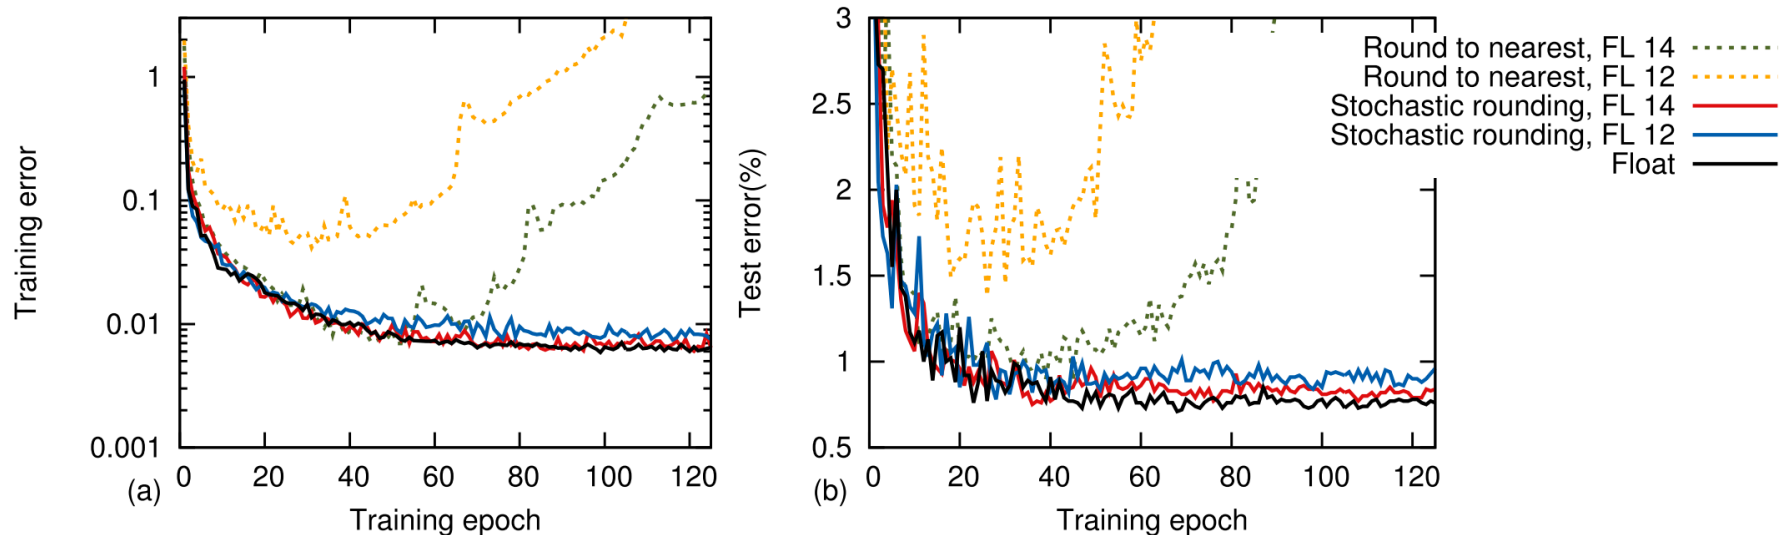 Training error
1
0.1
0.01
0.001
0 20 40 60 80 100 120
(a)
Training epoch
Test error(%)
3
2.5
2
1.5
1
0.5
0 20 40 60 80 100 120
(b)
Training epoch
Round to nearest, FL 14
Round to nearest, FL 12
Stochastic rounding, FL 14
Stochastic rounding, FL 12
Float